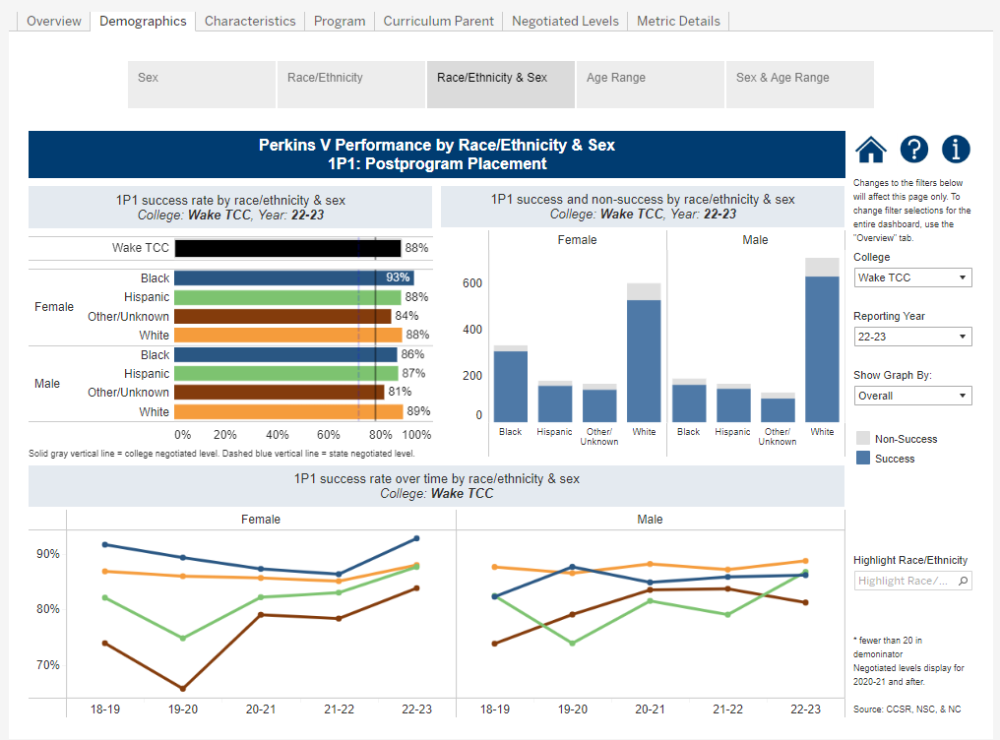 Overview Demographics Characteristics Program Curriculum Parent Negotiated Levels Metric Details
Sex Race/Ethnicity Race/Ethnicity & Sex Age Range Sex & Age Range
Perkins V Performance by Race/Ethnicity & Sex
1P1: Postprogram Placement
1P1 success rate by race/ethnicity & sex
College: Wake TCC, Year: 22-23
Wake TCC 88%
Female
Black 93%
Hispanic 88%
Other/Unknown 84%
White 88%
Male
Black 86%
Hispanic 87%
Other/Unknown 81%
White 89%
0% 20% 40% 60% 80% 100%
Solid gray vertical line = college negotiated level. Dashed blue vertical line = state negotiated level.
1P1 success and non-success by race/ethnicity & sex
College: Wake TCC, Year: 22-23
Female Male
600
400
200
0
Black Hispanic Other/ White Black Hispanic Other/ White
Unknown Unknown
Changes to the filters below
will affect this page only. To
change filter selections for the
entire dashboard, use the
"Overview" tab.
College
Wake TCC
Reporting Year
22-23
Show Graph By:
Overall
Non-Success
Success
1P1 success rate over time by race/ethnicity & sex
College: Wake TCC
Female Male
90%
80%
70%
18-19 19-20 20-21 21-22 22-23 18-19 19-20 20-21 21-22 22-23
Highlight Race/Ethnicity
Highlight Race/...
* fewer than 20 in
demoninator
Negotiated levels display for
2020-21 and after.
Source: CCSR, NSC, & NC